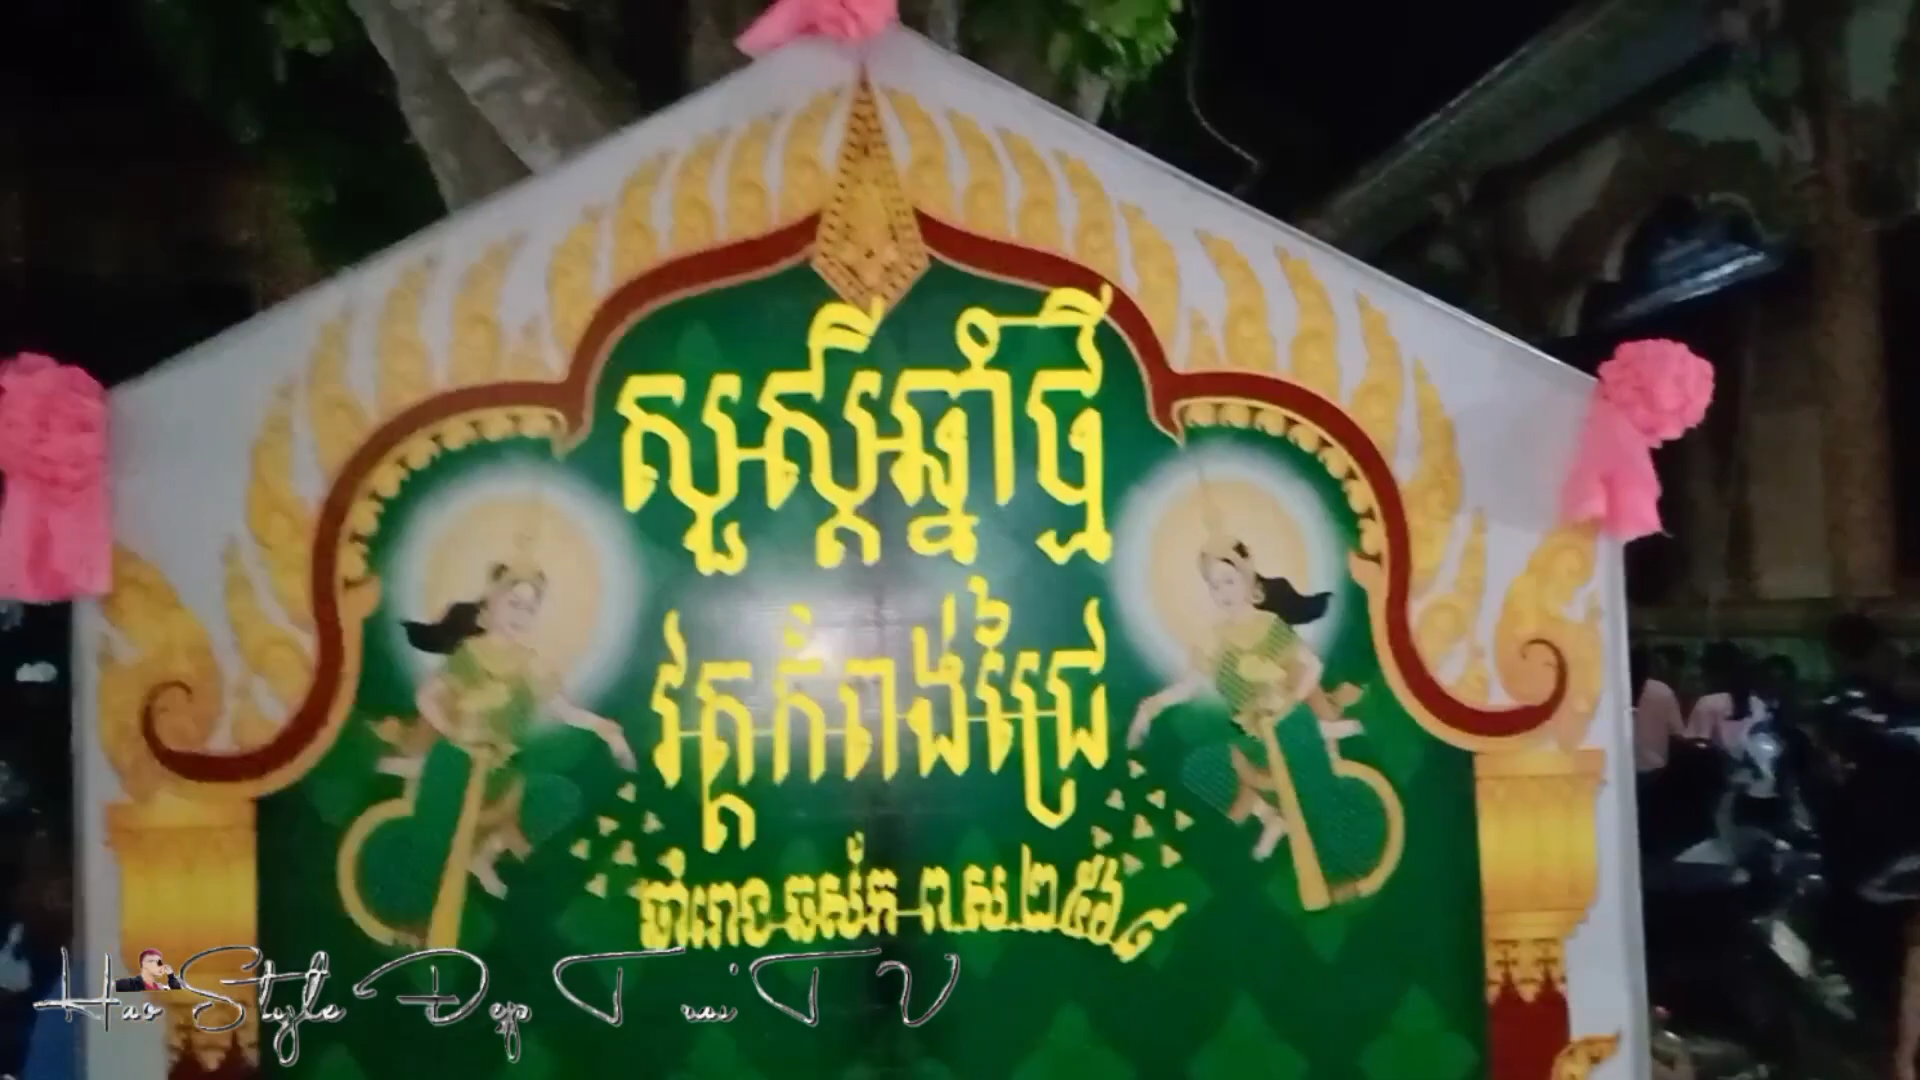 សួស្ដីឆ្នាំថ្មី
វត្តកំពង់ជ្រៃ
ឆ្នាំរោង ឆស័ក ព.ស.២៥៦៨
Hao Style Đẹp Trai TV